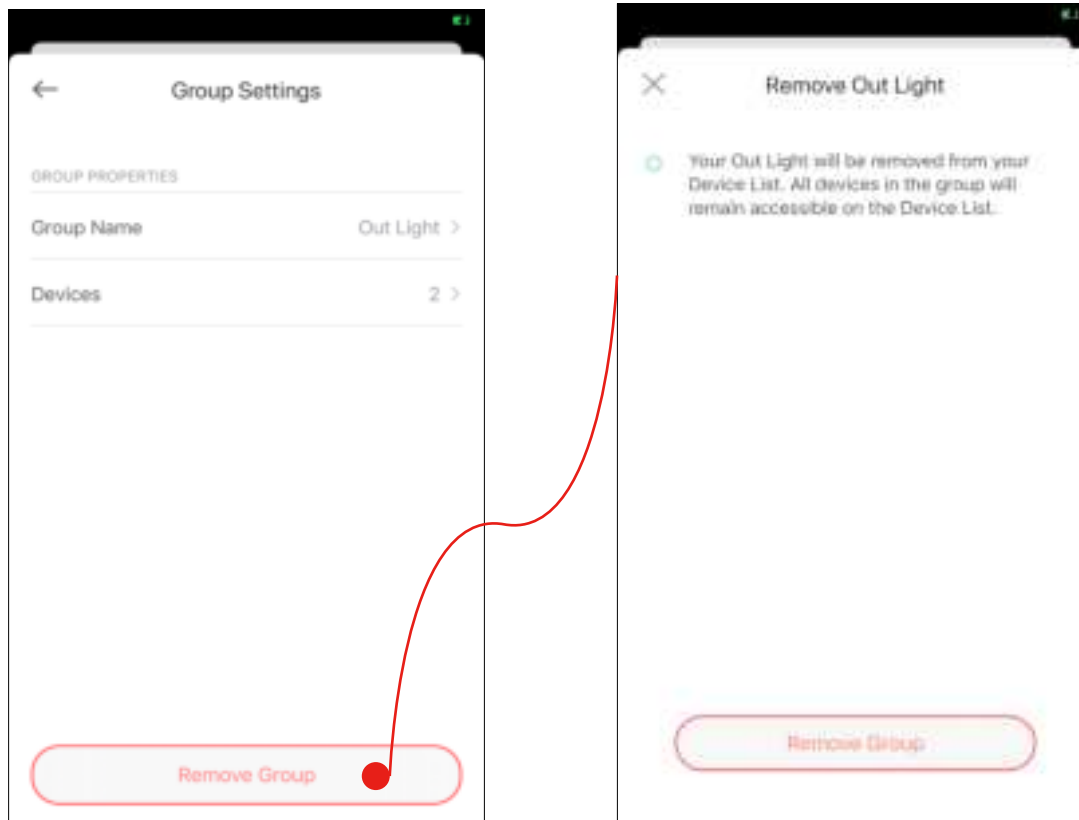 Group Settings
GROUP PROPERTIES
Group Name
Out Light
Devices
2
Remove Group
Remove Out Light
Your Out Light will be removed from your
Device List. All devices in the group will
remain accessible on the Device List.
Remove Group